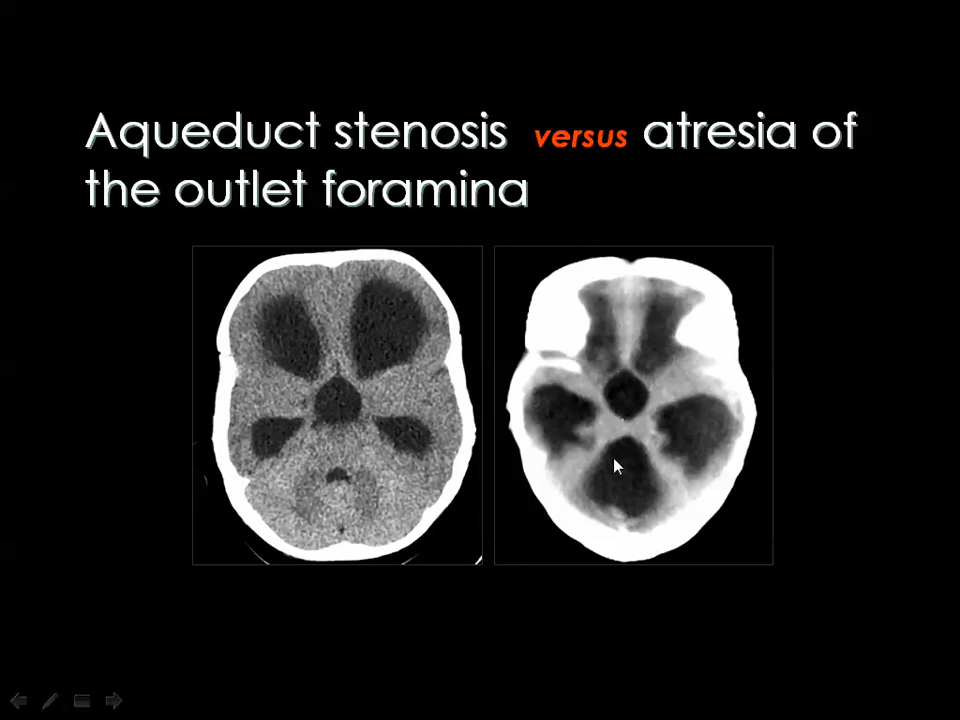 Aqueduct stenosis versus atresia of
the outlet foramina